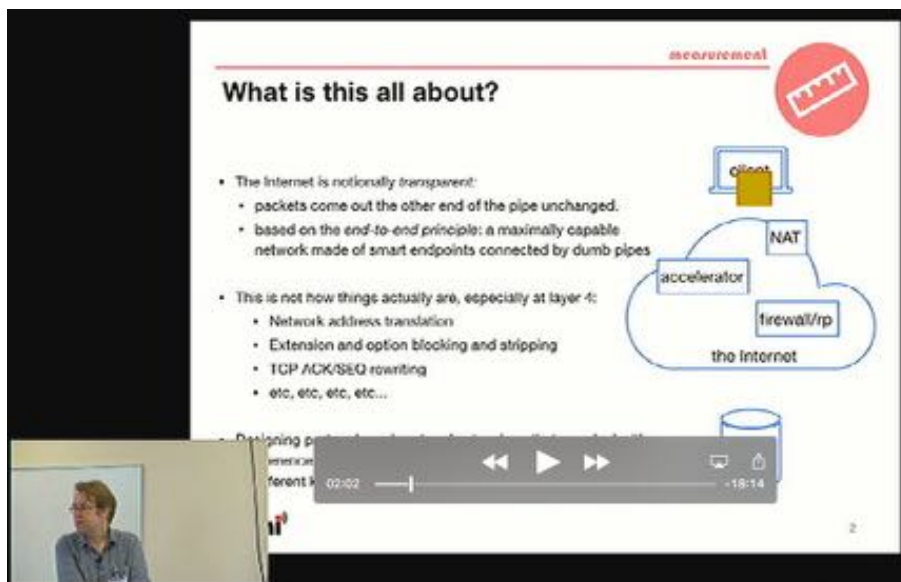 measurement
What is this all about?
• The Internet is notionally transparent:
• packets come out the other end of the pipe unchanged.
• based on the end-to-end principle: a maximally capable
network made of smart endpoints connected by dumb pipes
• This is not how things actually are, especially at layer 4:
• Network address translation
• Extension and option blocking and stripping
• TCP ACK/SEQ rewriting
• etc, etc, etc, etc...
client
NAT
accelerator
firewall/rp
the Internet
02:02
-18:14
2